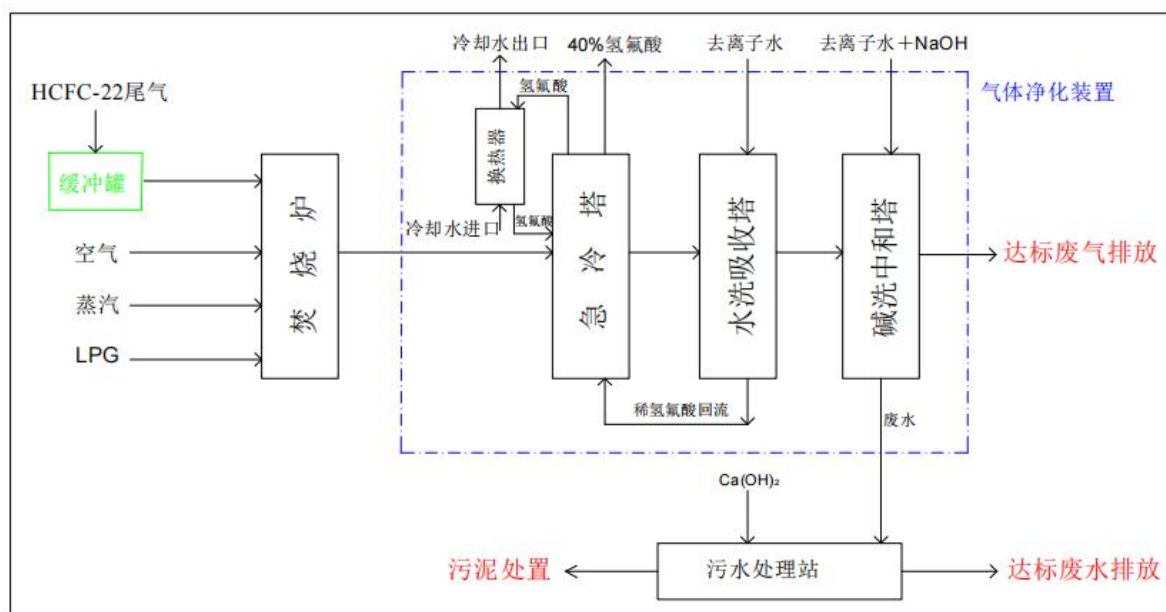 冷却水出口
40%氢氟酸
去离子水
去离子水＋NaOH
HCFC-22尾气
氢氟酸
气体净化装置
缓冲罐
换热器
焚烧炉
急冷塔
水洗吸收塔
碱洗中和塔
冷却水进口
氢氟酸
空气
达标废气排放
蒸汽
LPG
稀氢氟酸回流
废水
Ca(OH)₂
污泥处置
污水处理站
达标废水排放